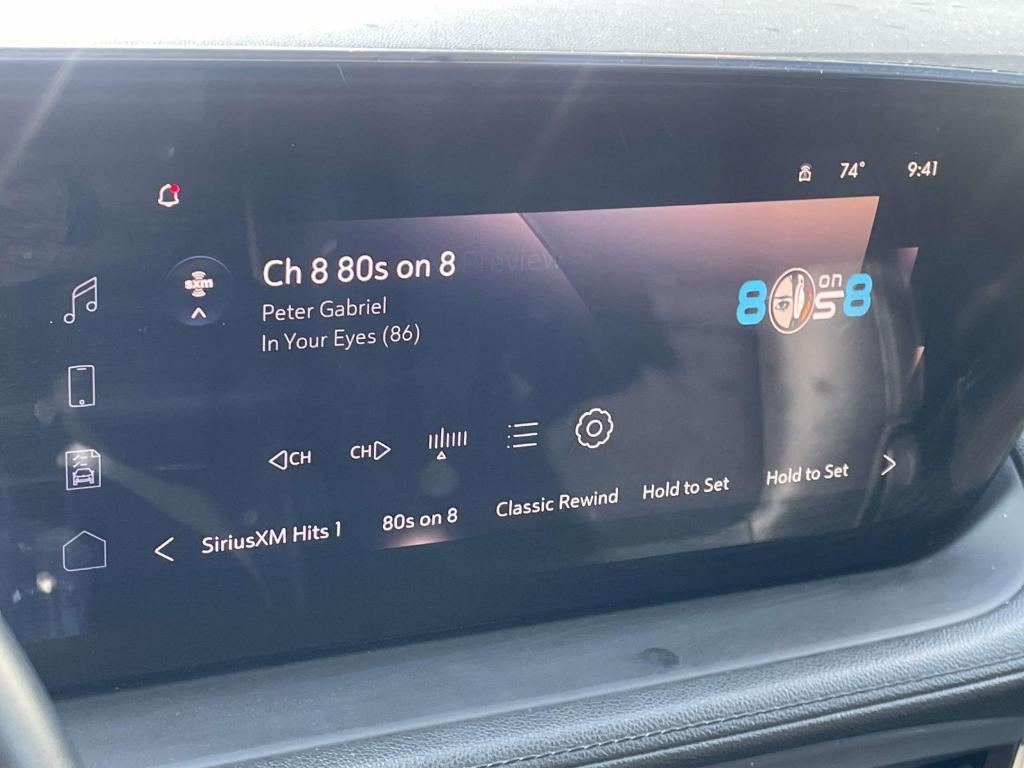 74° 9:41
sxm
Ch 8 80s on 8
Preview
Peter Gabriel
In Your Eyes (86)
80s on 8
CH
CH
SiriusXM Hits 1
80s on 8
Classic Rewind
Hold to Set
Hold to Set